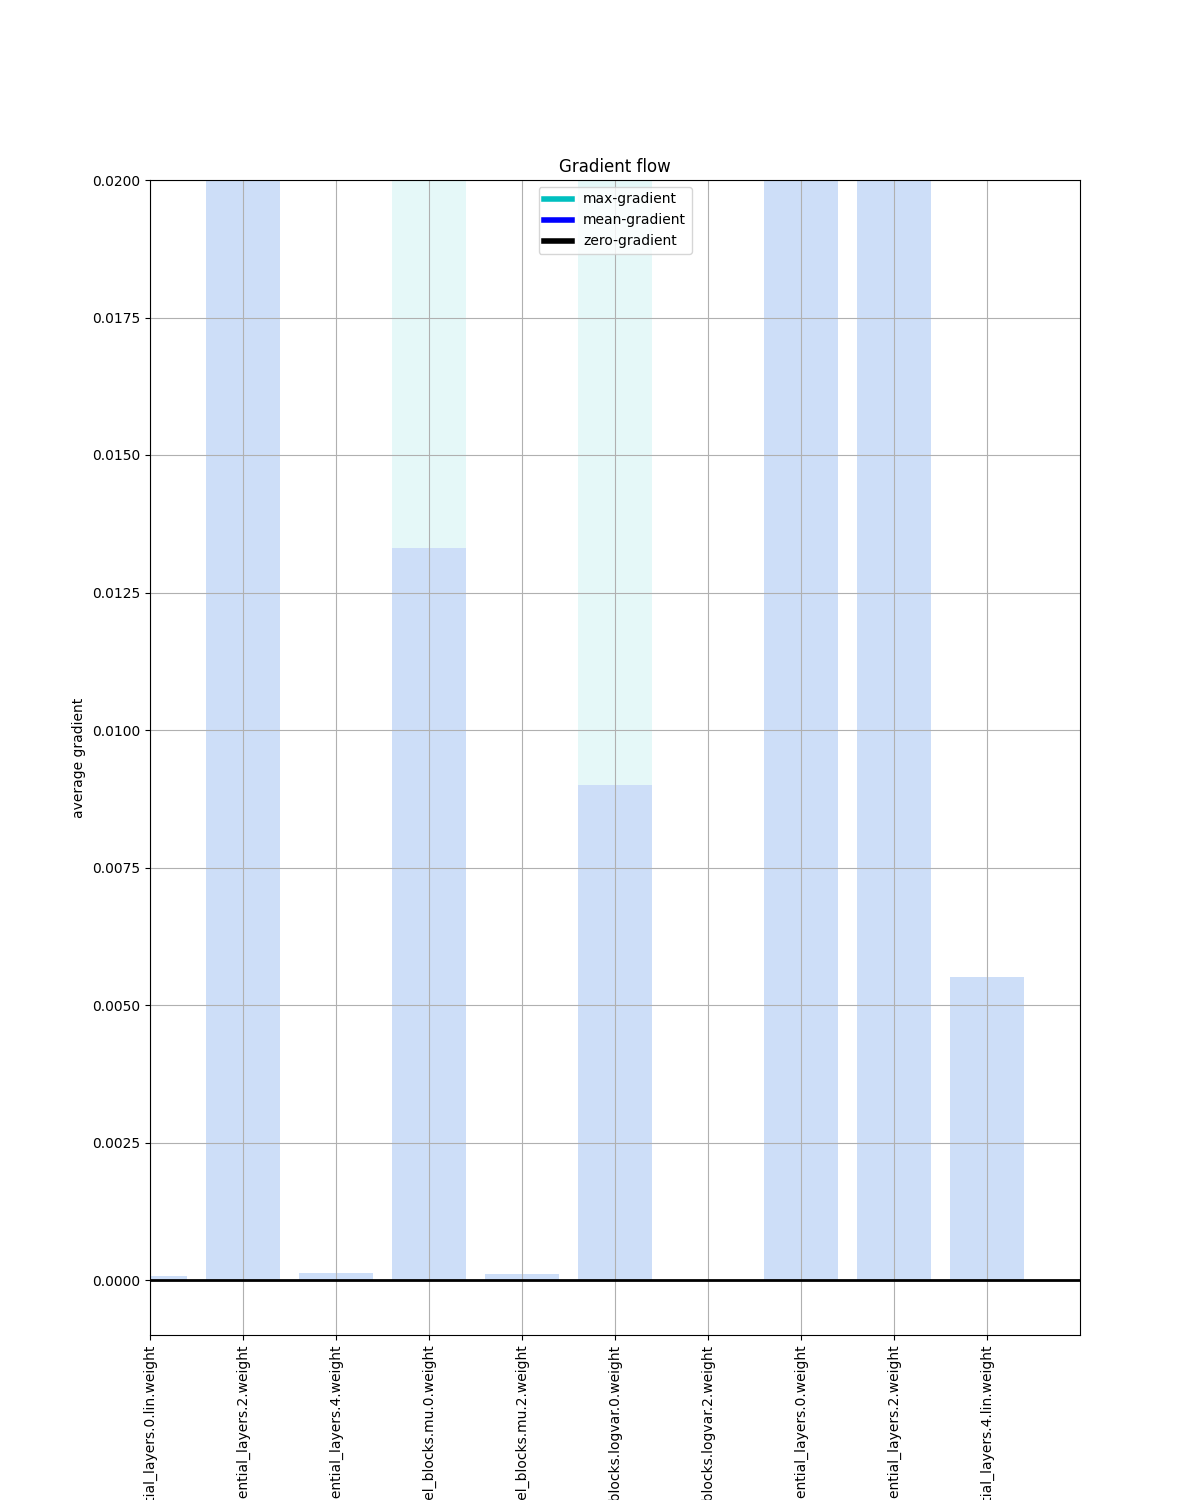 Gradient flow
max-gradient
mean-gradient
zero-gradient
0.0200
0.0175
0.0150
0.0125
0.0100
0.0075
0.0050
0.0025
0.0000
average gradient
tial_layers.0.lin.weight
ential_layers.2.weight
ential_layers.4.weight
el_blocks.mu.0.weight
el_blocks.mu.2.weight
blocks.logvar.0.weight
blocks.logvar.2.weight
ential_layers.0.weight
ential_layers.2.weight
tial_layers.4.lin.weight